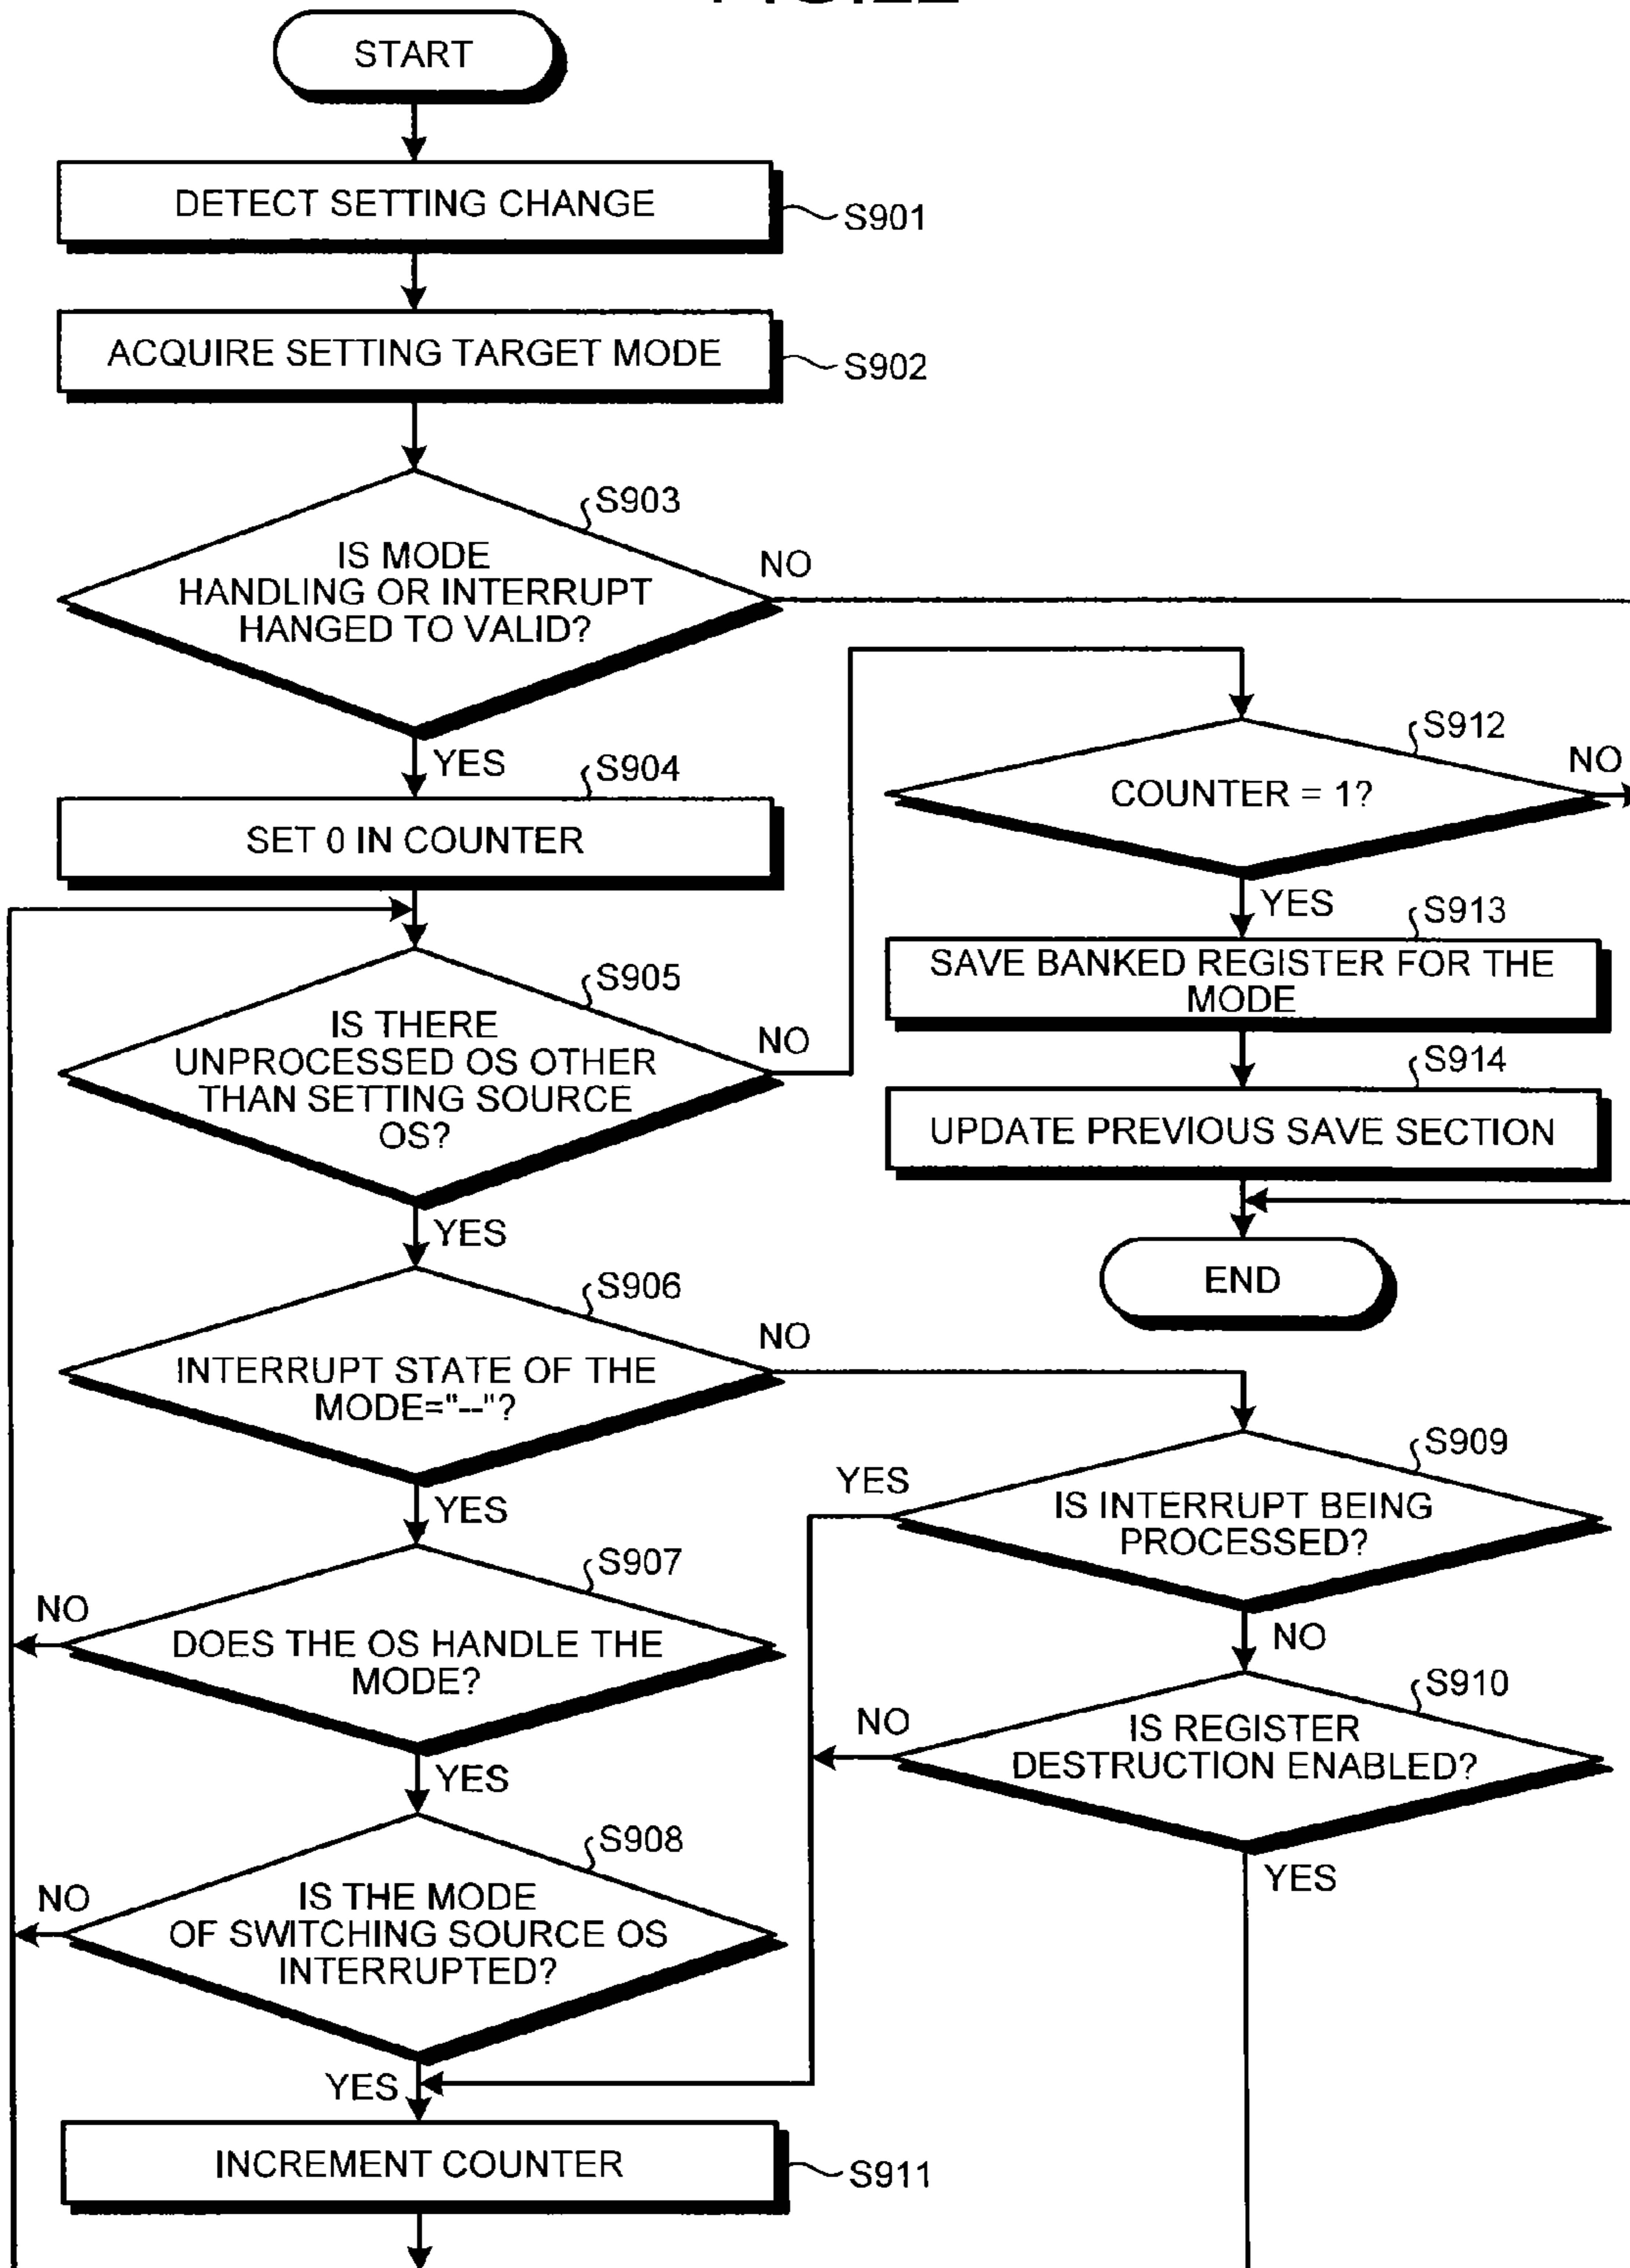 START
DETECT SETTING CHANGE
S901
ACQUIRE SETTING TARGET MODE
S902
S903
IS MODE
HANDLING OR INTERRUPT
HANGED TO VALID?
NO
YES
S904
SET 0 IN COUNTER
S905
IS THERE
UNPROCESSED OS OTHER
THAN SETTING SOURCE
OS?
NO
YES
S912
COUNTER = 1?
NO
YES
S913
SAVE BANKED REGISTER FOR THE
MODE
S914
UPDATE PREVIOUS SAVE SECTION
END
S906
INTERRUPT STATE OF THE
MODE="--"?
NO
YES
S907
DOES THE OS HANDLE THE
MODE?
NO
YES
S908
IS THE MODE
OF SWITCHING SOURCE OS
INTERRUPTED?
NO
YES
S909
IS INTERRUPT BEING
PROCESSED?
YES
NO
S910
IS REGISTER
DESTRUCTION ENABLED?
NO
YES
INCREMENT COUNTER
S911